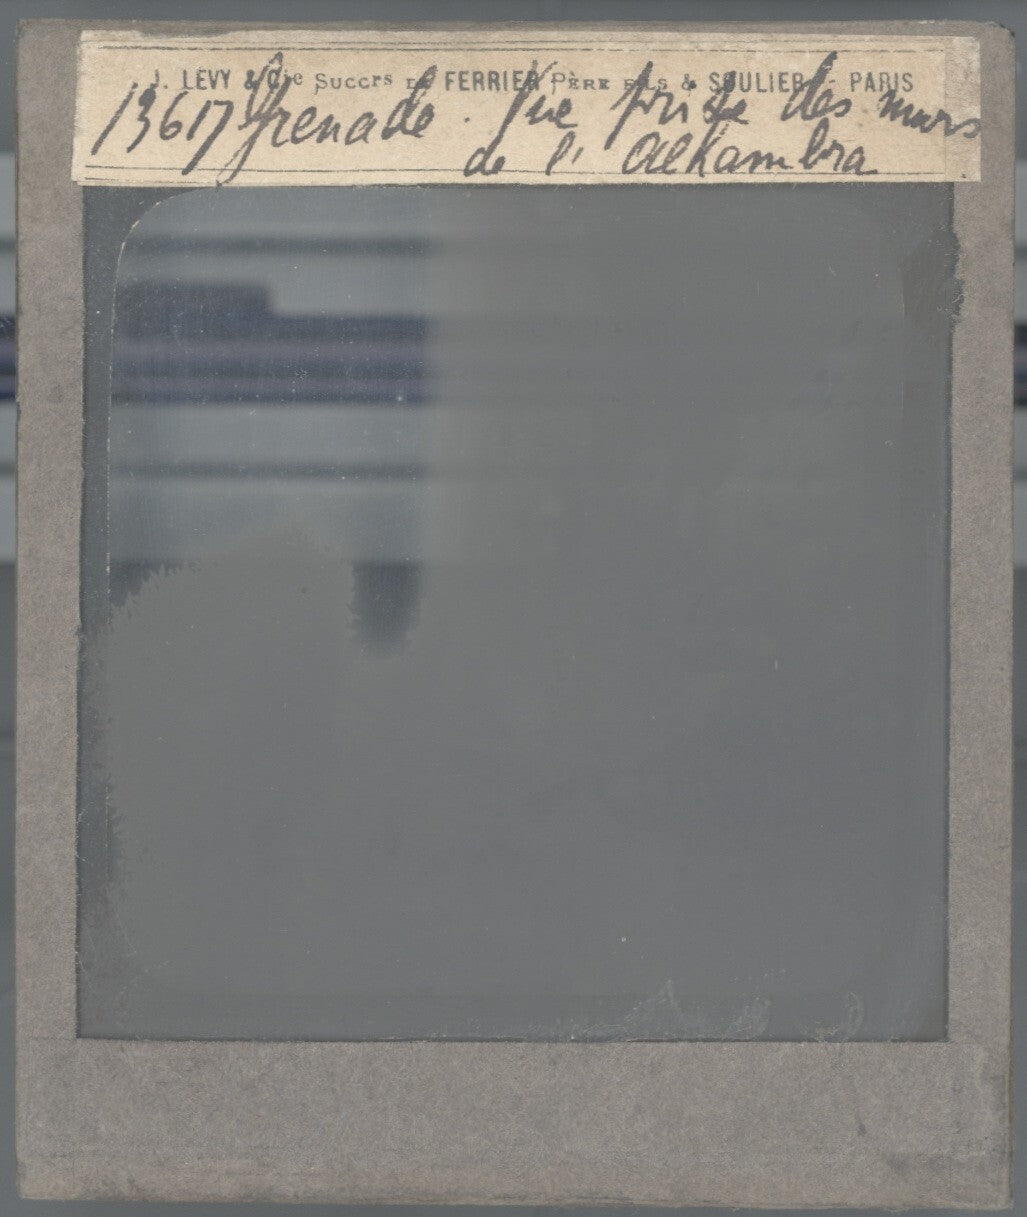 J. LEVY & Cie Succrs DE FERRIER PÈRE FILS & SOULIER - PARIS
13617 Grenade. Vue prise des murs
de l'Alhambra